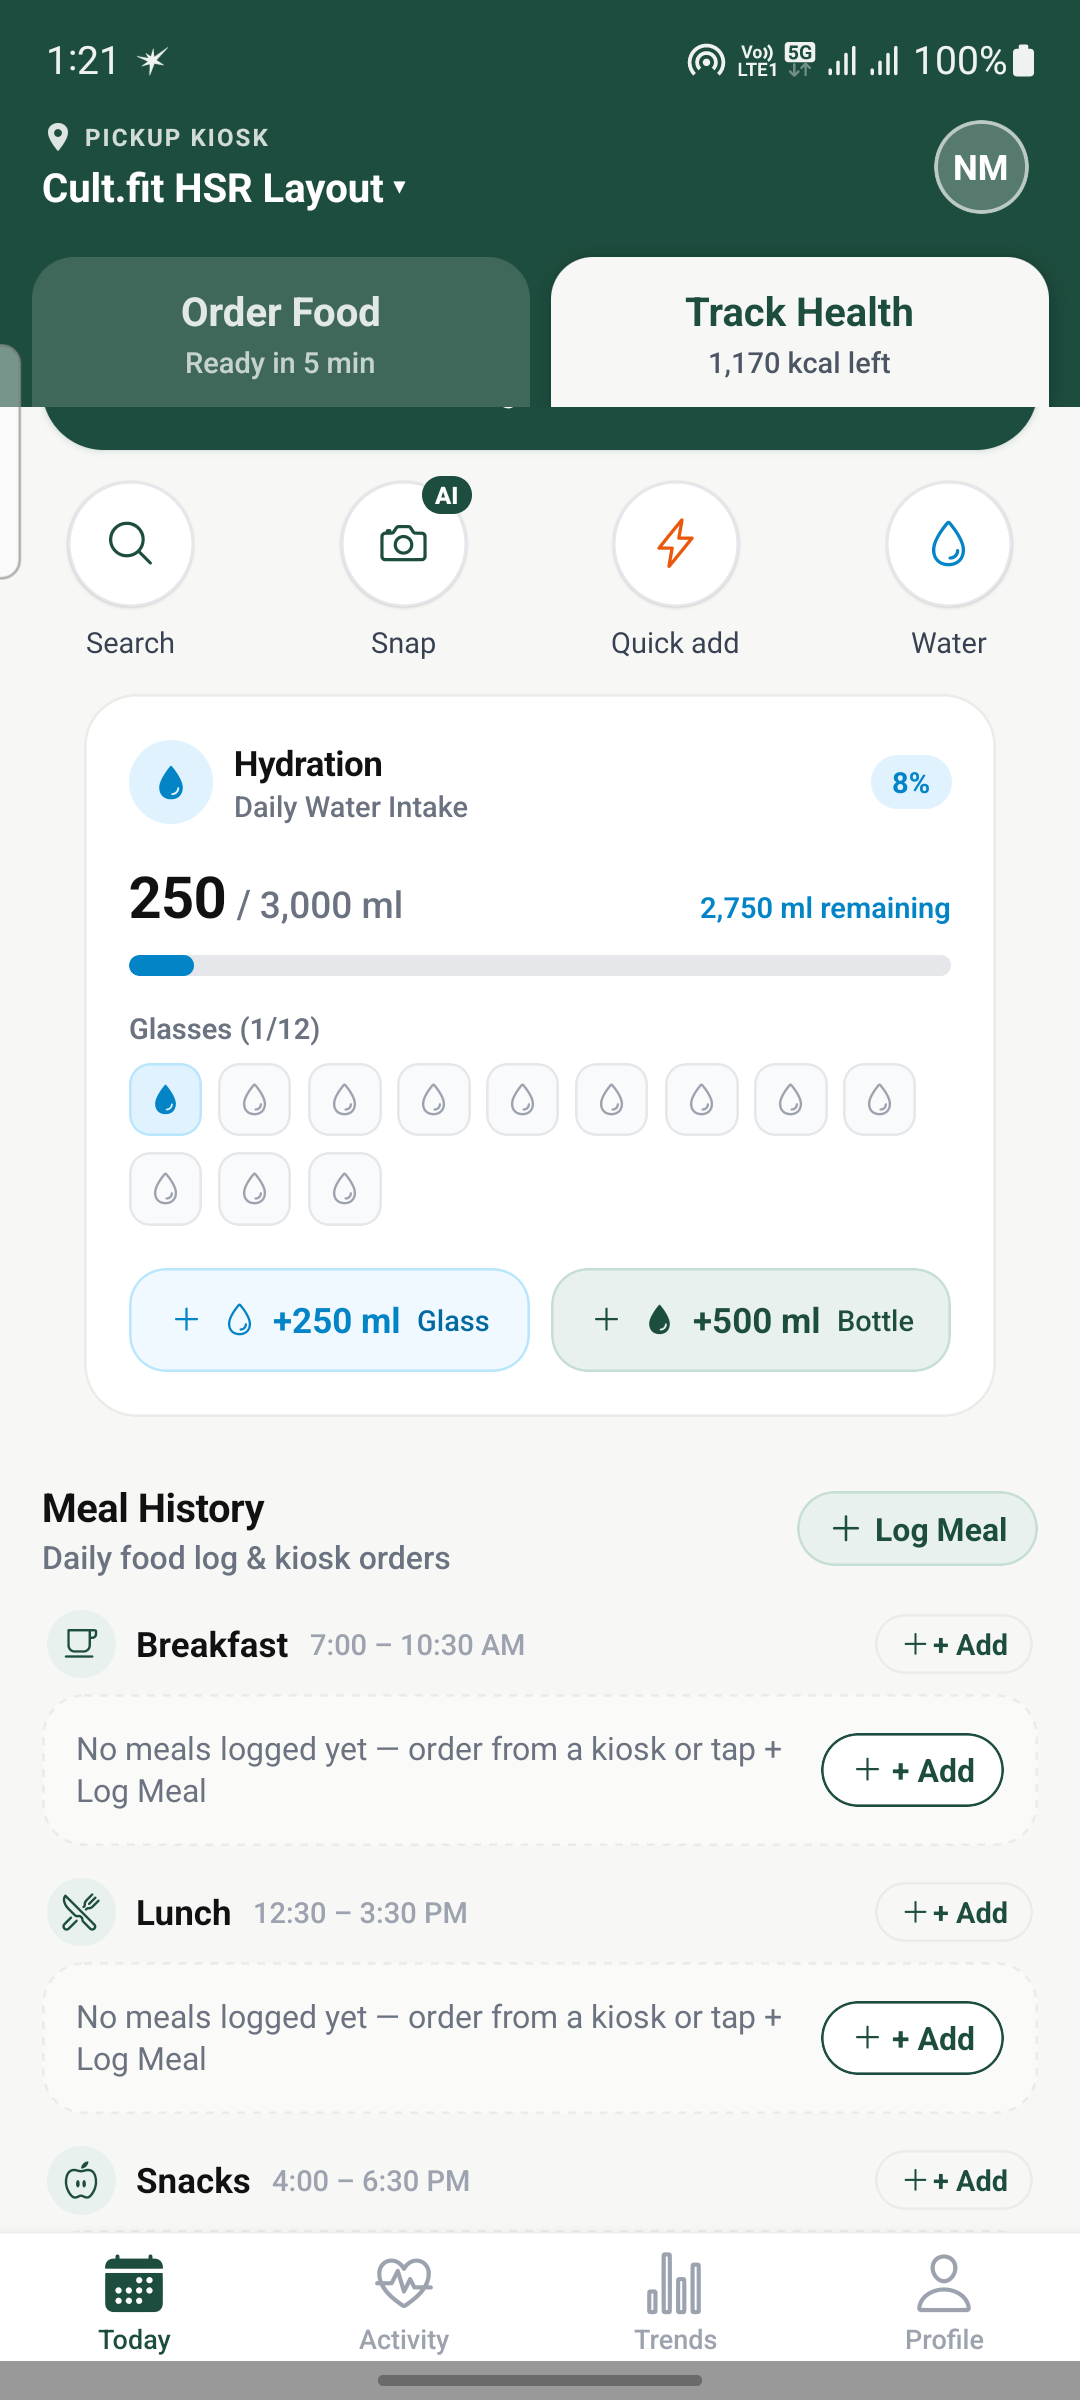 1:21
Vo)) LTE1 5G 100%
PICKUP KIOSK
Cult.fit HSR Layout ▾
NM
Order Food
Ready in 5 min
Track Health
1,170 kcal left
AI
Search
Snap
Quick add
Water
Hydration
Daily Water Intake
8%
250 / 3,000 ml
2,750 ml remaining
Glasses (1/12)
+ +250 ml Glass
+ +500 ml Bottle
Meal History
Daily food log & kiosk orders
+ Log Meal
Breakfast 7:00 – 10:30 AM
+ + Add
No meals logged yet — order from a kiosk or tap +
Log Meal
+ + Add
Lunch 12:30 – 3:30 PM
+ + Add
No meals logged yet — order from a kiosk or tap +
Log Meal
+ + Add
Snacks 4:00 – 6:30 PM
+ + Add
Today
Activity
Trends
Profile